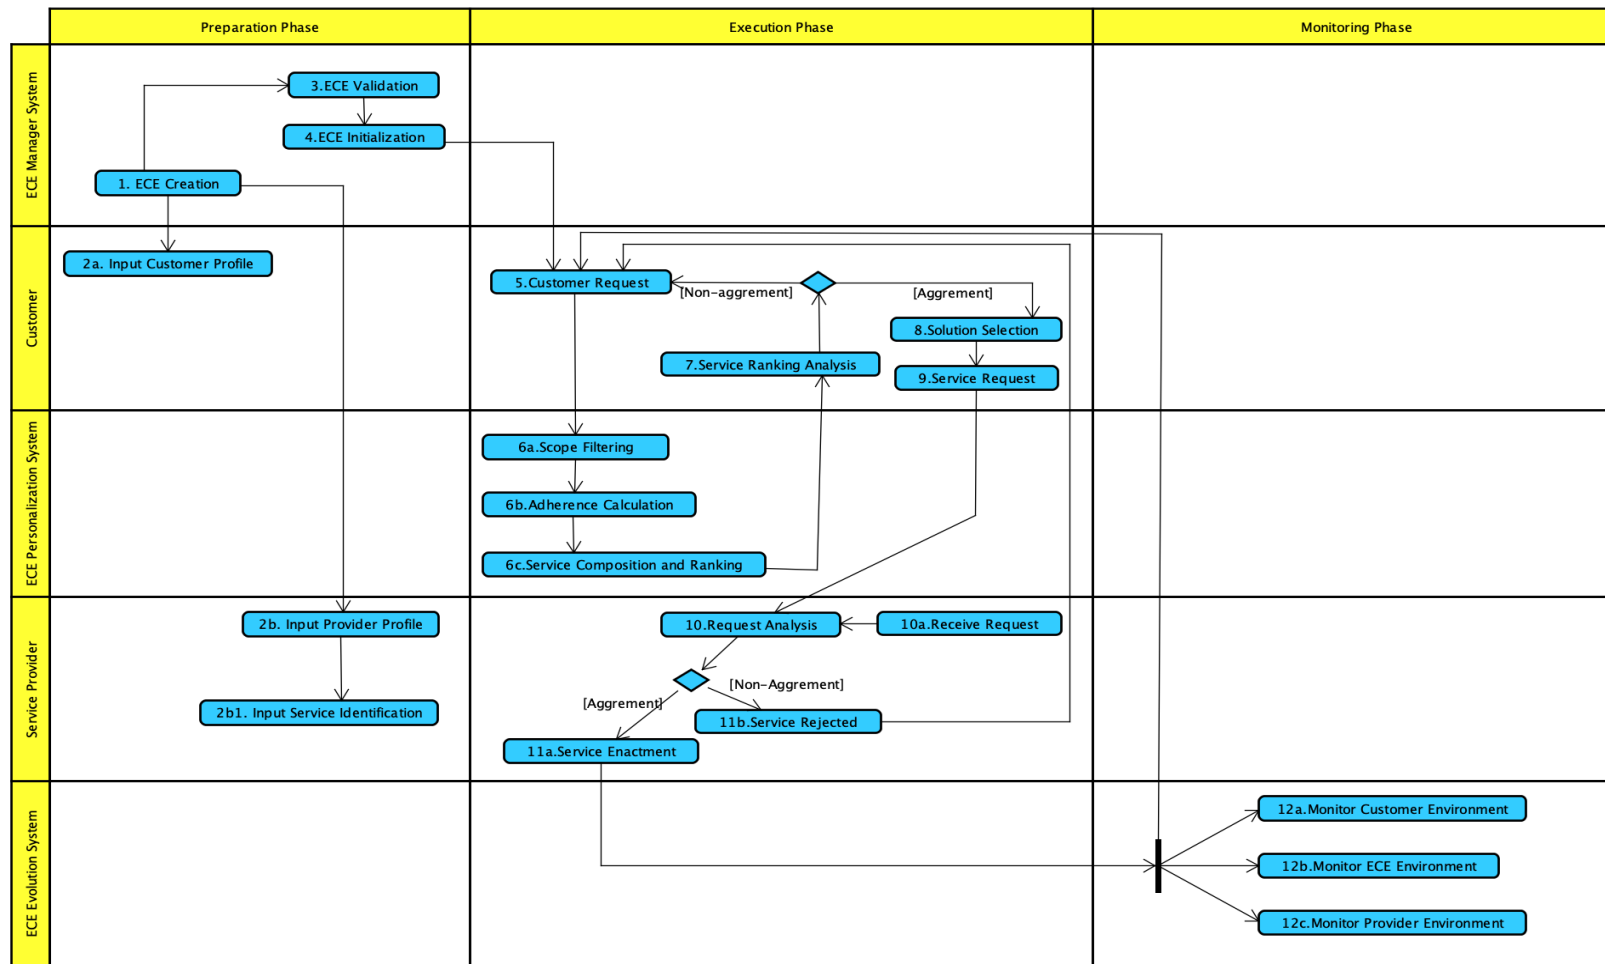 Preparation Phase
Execution Phase
Monitoring Phase
ECE Manager System
3.ECE Validation
4.ECE Initialization
1. ECE Creation
Customer
2a. Input Customer Profile
5.Customer Request
[Non-aggrement]
[Aggrement]
8.Solution Selection
7.Service Ranking Analysis
9.Service Request
ECE Personalization System
6a.Scope Filtering
6b.Adherence Calculation
6c.Service Composition and Ranking
Service Provider
2b. Input Provider Profile
2b1. Input Service Identification
10.Request Analysis
10a.Receive Request
[Aggrement]
[Non-Aggrement]
11b.Service Rejected
11a.Service Enactment
ECE Evolution System
12a.Monitor Customer Environment
12b.Monitor ECE Environment
12c.Monitor Provider Environment